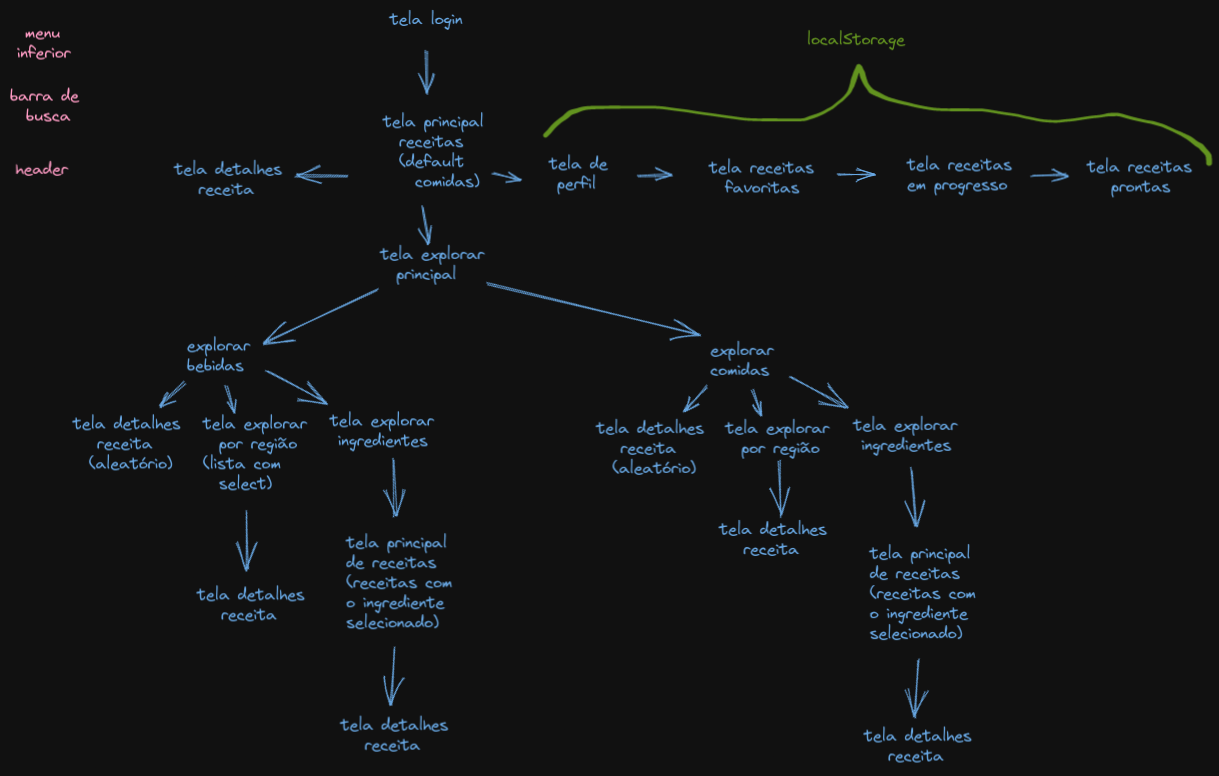 menu
inferior
barra de
busca
header
tela login
localStorage
tela principal
receitas
(default
comidas)
tela detalhes
receita
tela de
perfil
tela receitas
favoritas
tela receitas
em progresso
tela receitas
prontas
tela explorar
principal
explorar
bebidas
explorar
comidas
tela detalhes
receita
(aleatório)
tela explorar
por região
(lista com
select)
tela explorar
ingredientes
tela detalhes
receita
(aleatório)
tela explorar
por região
tela explorar
ingredientes
tela detalhes
receita
tela principal
de receitas
(receitas com
o ingrediente
selecionado)
tela detalhes
receita
tela detalhes
receita
tela principal
de receitas
(receitas com
o ingrediente
selecionado)
tela detalhes
receita